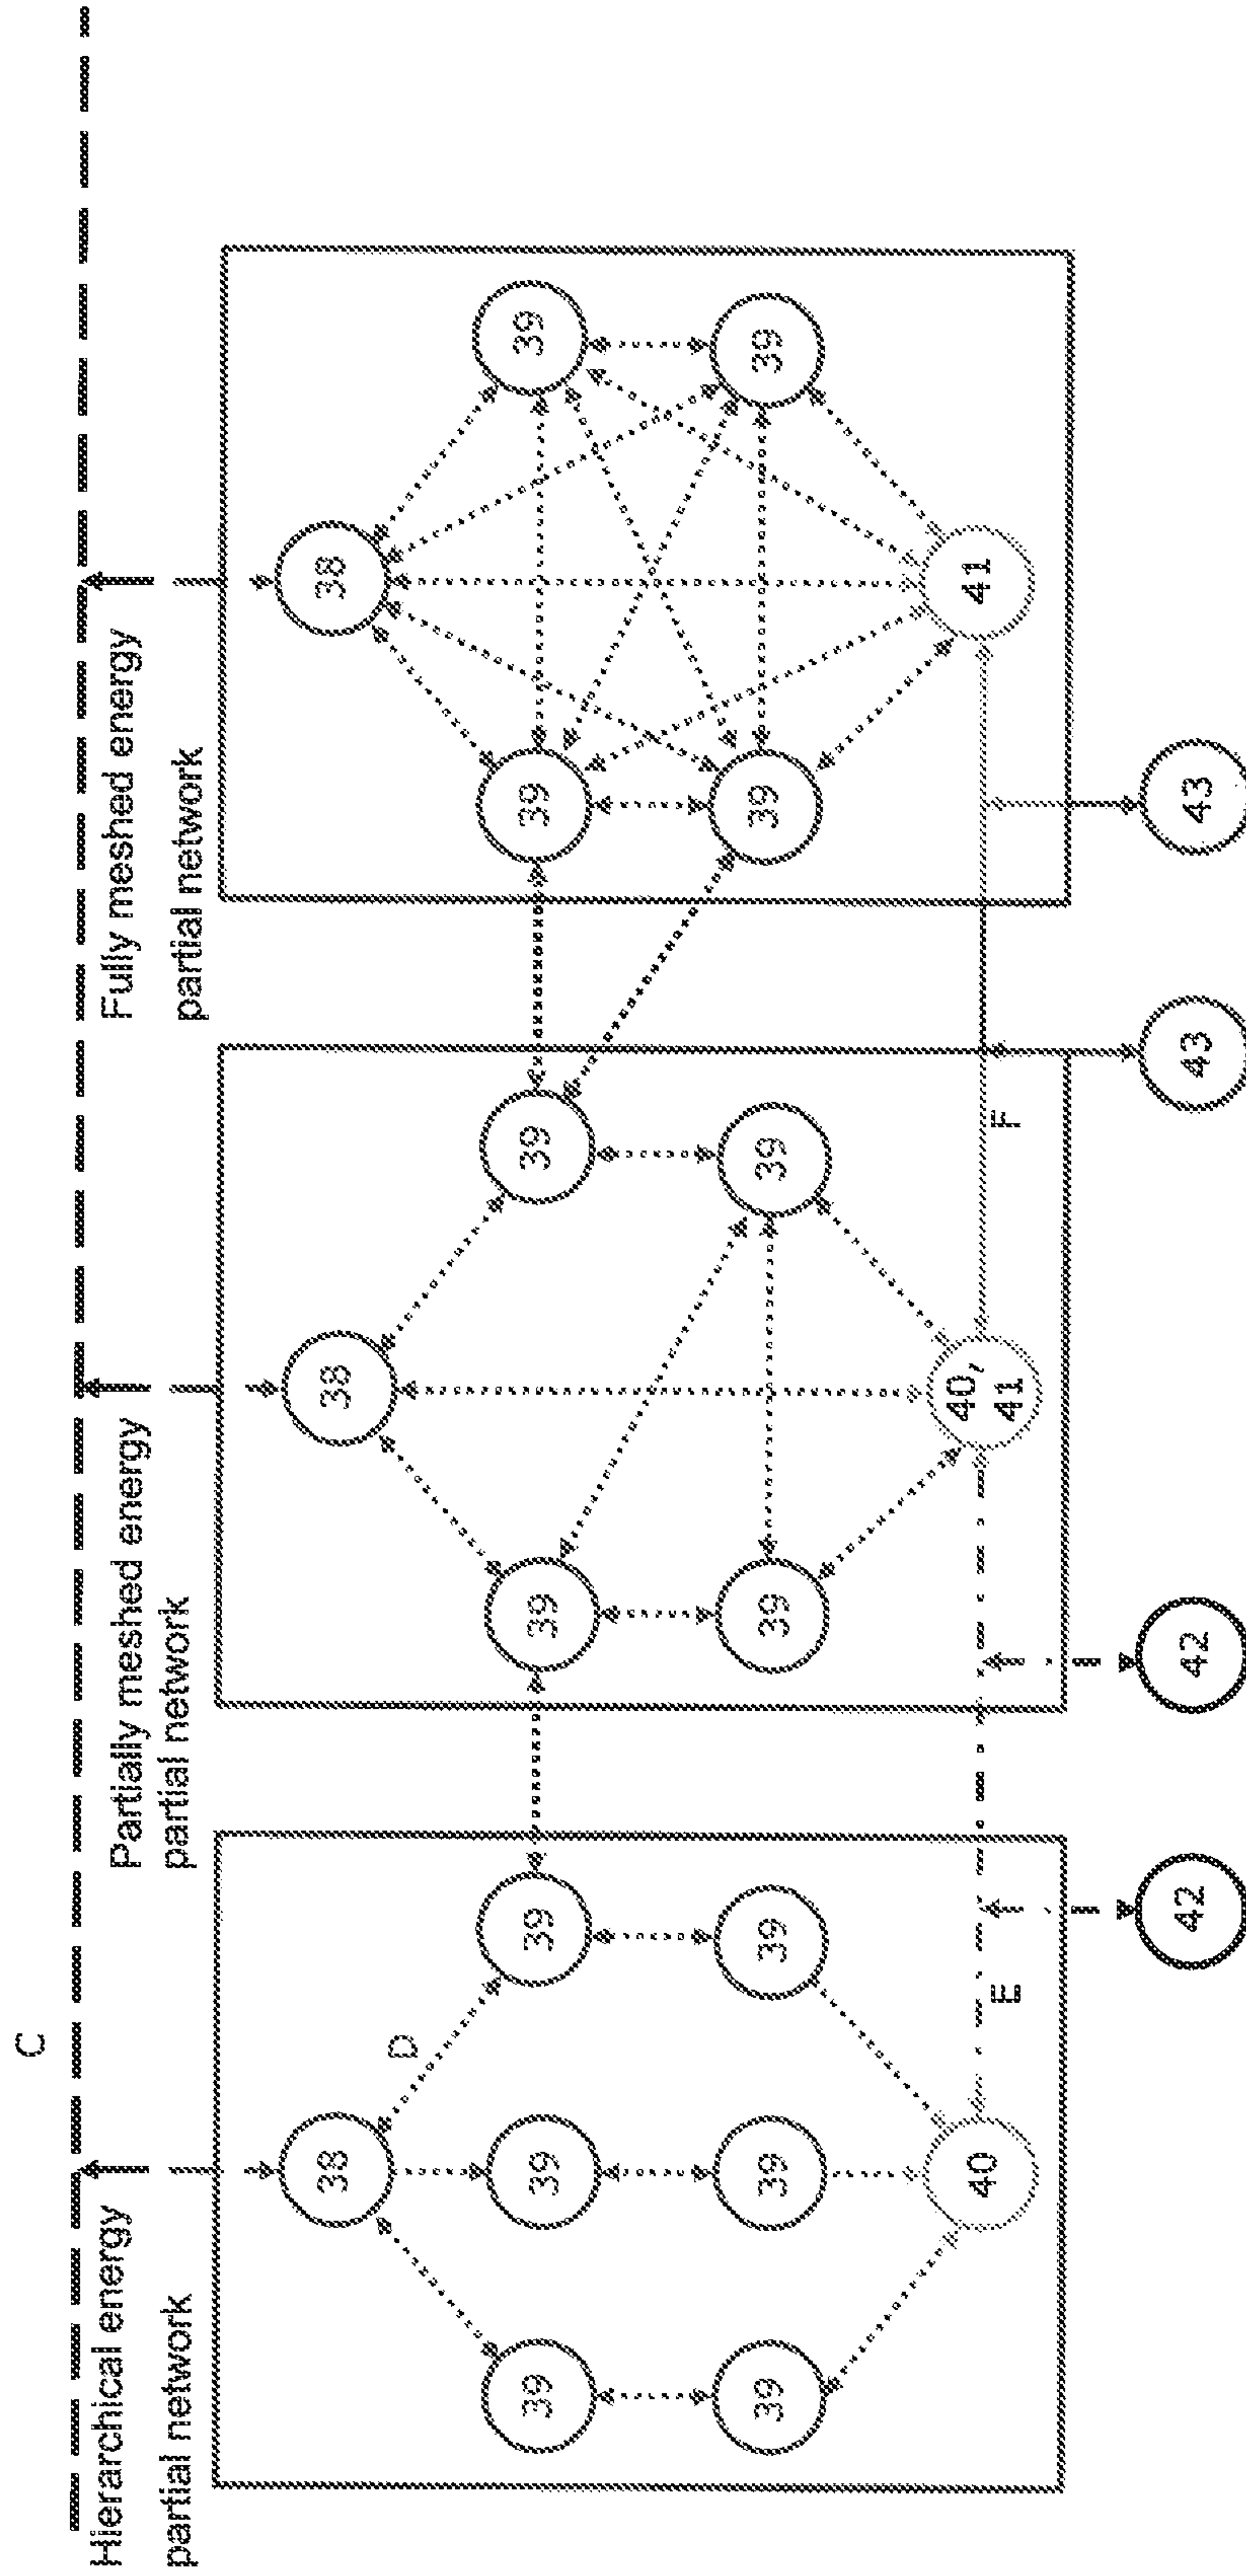 C
Hierarchical energy
partial network
Partially meshed energy
partial network
Fully meshed energy
partial network
38
38
38
D
39
39
39
39
39
39
39
39
39
39
39
39
39
39
40
40,
41
41
E
F
42
42
43
43